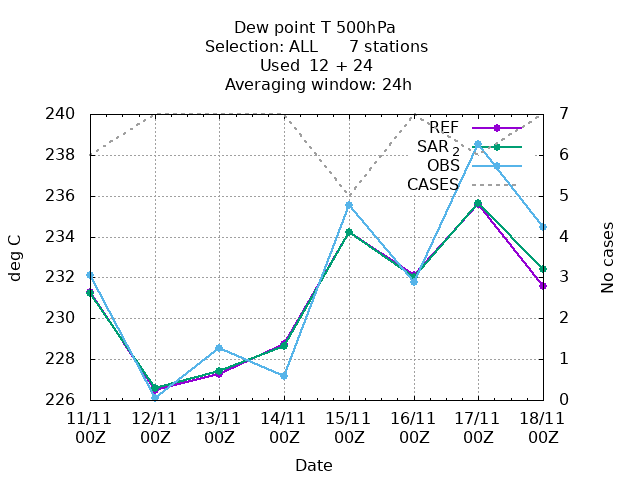 Dew point T 500hPa
Selection: ALL      7 stations
Used  12 + 24
Averaging window: 24h
240
238
236
234
232
230
228
226
7
6
5
4
3
2
1
0
REF
SAR 2
OBS
CASES
deg C
No cases
11/11 12/11 13/11 14/11 15/11 16/11 17/11 18/11
00Z 00Z 00Z 00Z 00Z 00Z 00Z 00Z
Date